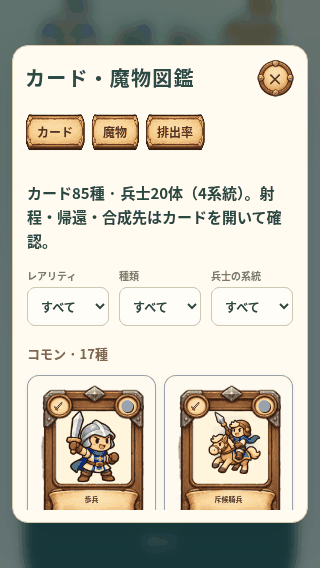 カード・魔物図鑑
カード
魔物
排出率
カード85種・兵士20体（4系統）。射
程・帰還・合成先はカードを開いて確
認。
レアリティ
種類
兵士の系統
すべて
すべて
すべて
コモン・17種
歩兵
斥候騎兵